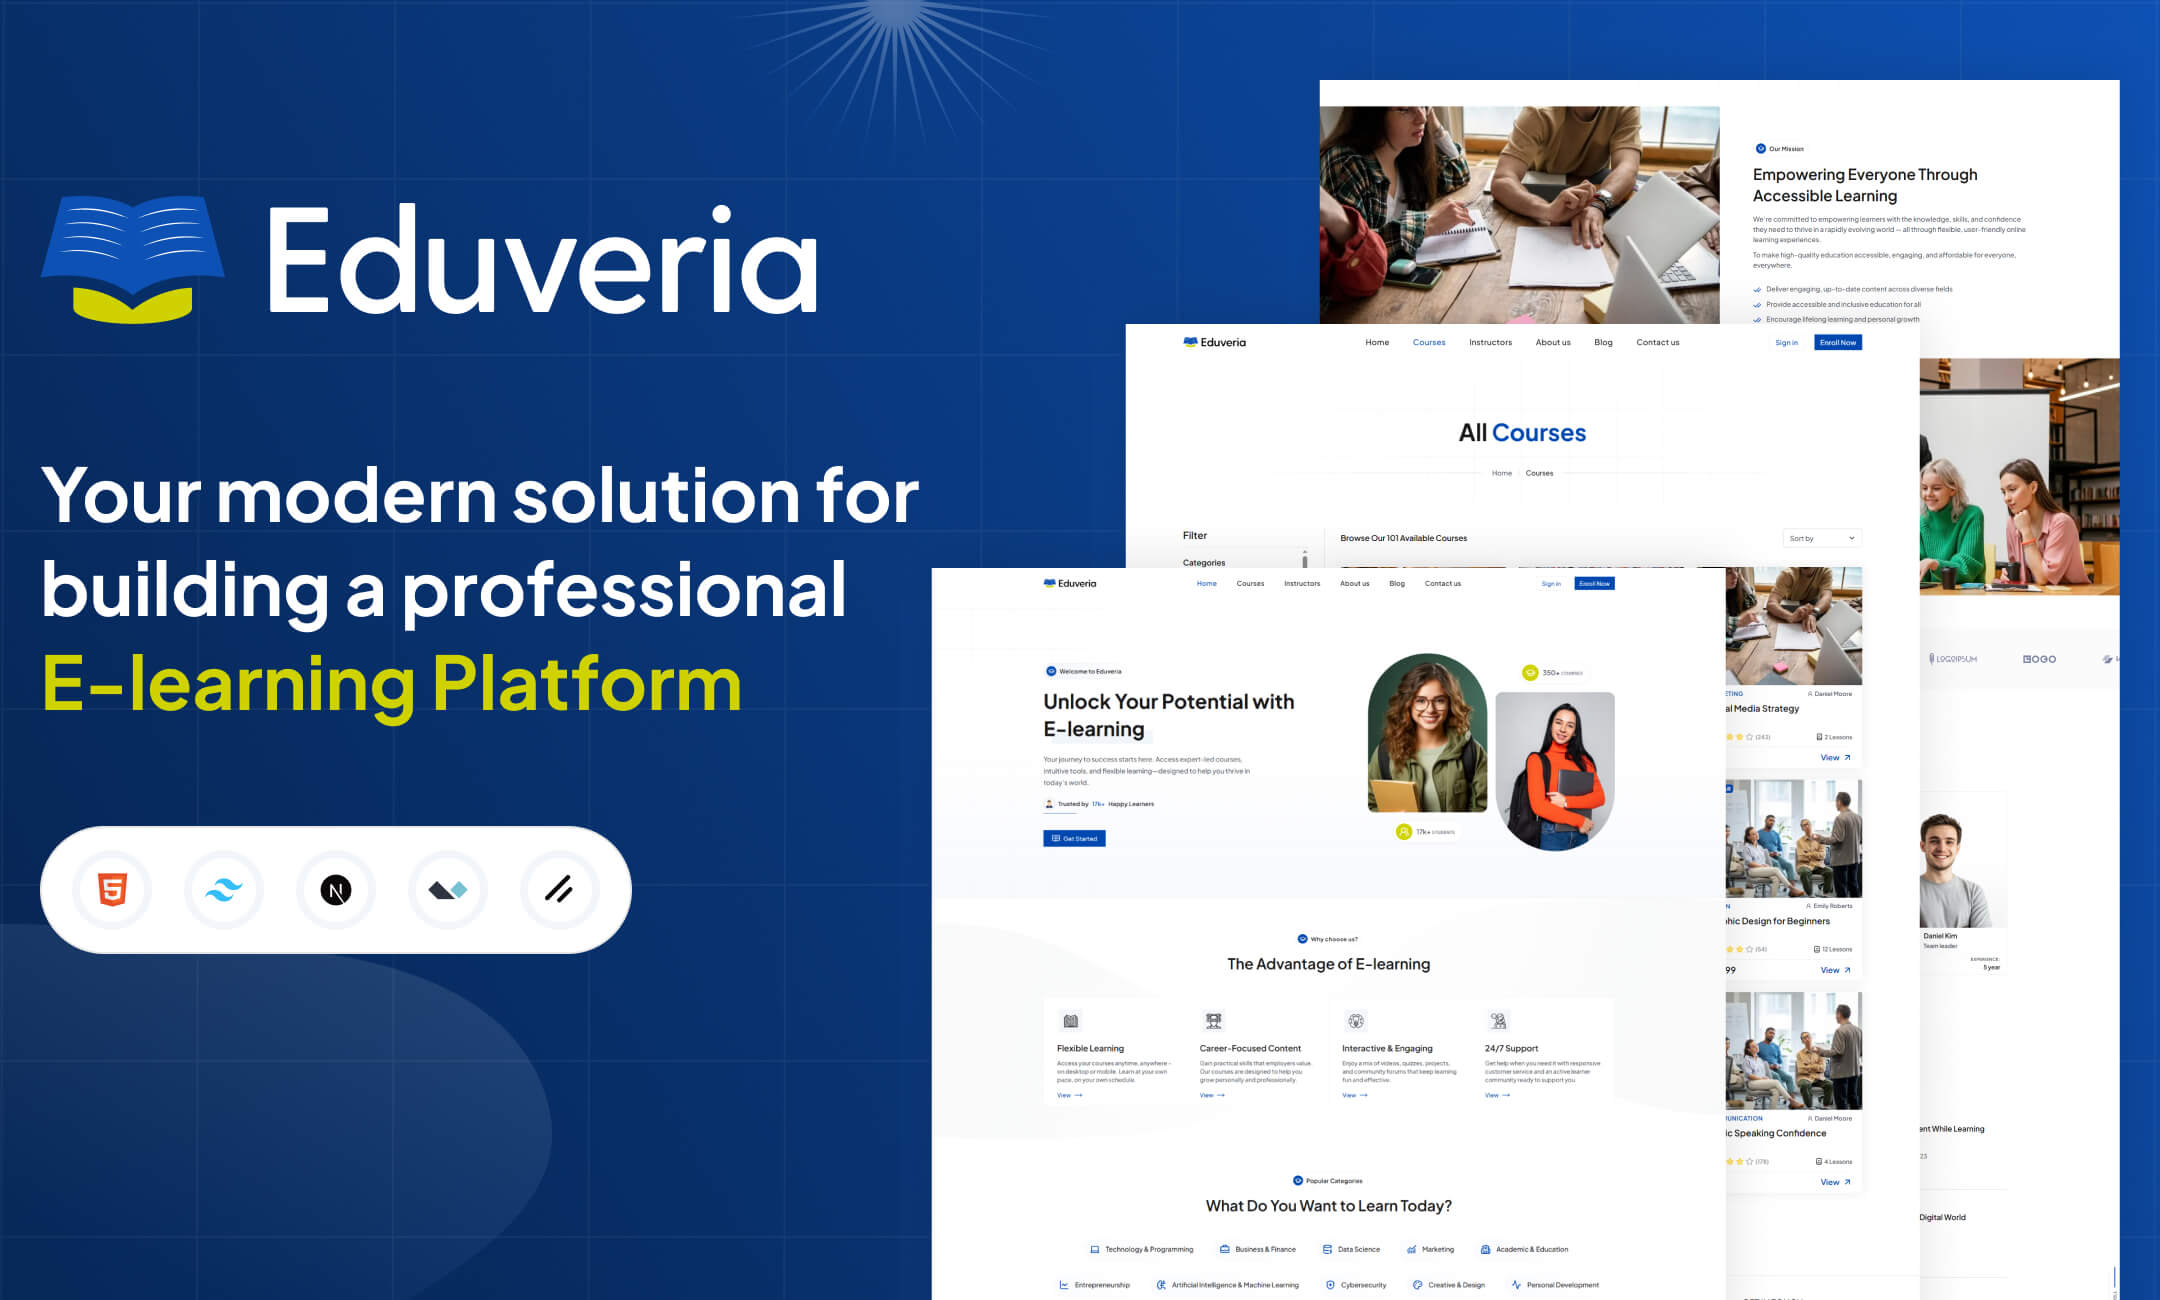 Eduveria
Your modern solution for
building a professional
E-learning Platform
N
Our Mission
Empowering Everyone Through
Accessible Learning
We're committed to empowering learners with the knowledge, skills, and confidence
they need to thrive in a rapidly evolving world — all through flexible, user-friendly online
learning experiences.
To make high-quality education accessible, engaging, and affordable for everyone,
everywhere.
Deliver engaging, up-to-date content across diverse fields
Provide accessible and inclusive education for all
Encourage lifelong learning and personal growth
LOGOIPSUM
Daniel Kim
Team leader
EXPERIENCE:
5 year
ent While Learning
23
Digital World
Eduveria Home Courses Instructors About us Blog Contact us Sign in Enroll Now
All Courses
Home Courses
Filter
Categories
Browse Our 101 Available Courses
Sort by
ETING Daniel Moore
al Media Strategy
(243) 2 Lessons
View
N Emily Roberts
hic Design for Beginners
(54) 12 Lessons
99 View
UNICATION Daniel Moore
ic Speaking Confidence
(178) 4 Lessons
View
Eduveria Home Courses Instructors About us Blog Contact us Sign in Enroll Now
Welcome to Eduveria
Unlock Your Potential with
E-learning
Your journey to success starts here. Access expert-led courses,
intuitive tools, and flexible learning—designed to help you thrive in
today's world.
Trusted by 17k+ Happy Learners
Get Started
350+ COURSES
17k+ STUDENTS
Why choose us?
The Advantage of E-learning
Flexible Learning
Access your courses anytime, anywhere –
on desktop or mobile. Learn at your own
pace, on your own schedule.
View
Career-Focused Content
Gain practical skills that employers value.
Our courses are designed to help you
grow personally and professionally.
View
Interactive & Engaging
Enjoy a mix of videos, quizzes, projects,
and community forums that keep learning
fun and effective.
View
24/7 Support
Get help when you need it with responsive
customer service and an active learner
community ready to support you
View
Popular Categories
What Do You Want to Learn Today?
Technology & Programming Business & Finance Data Science Marketing Academic & Education
Entrepreneurship Artificial Intelligence & Machine Learning Cybersecurity Creative & Design Personal Development